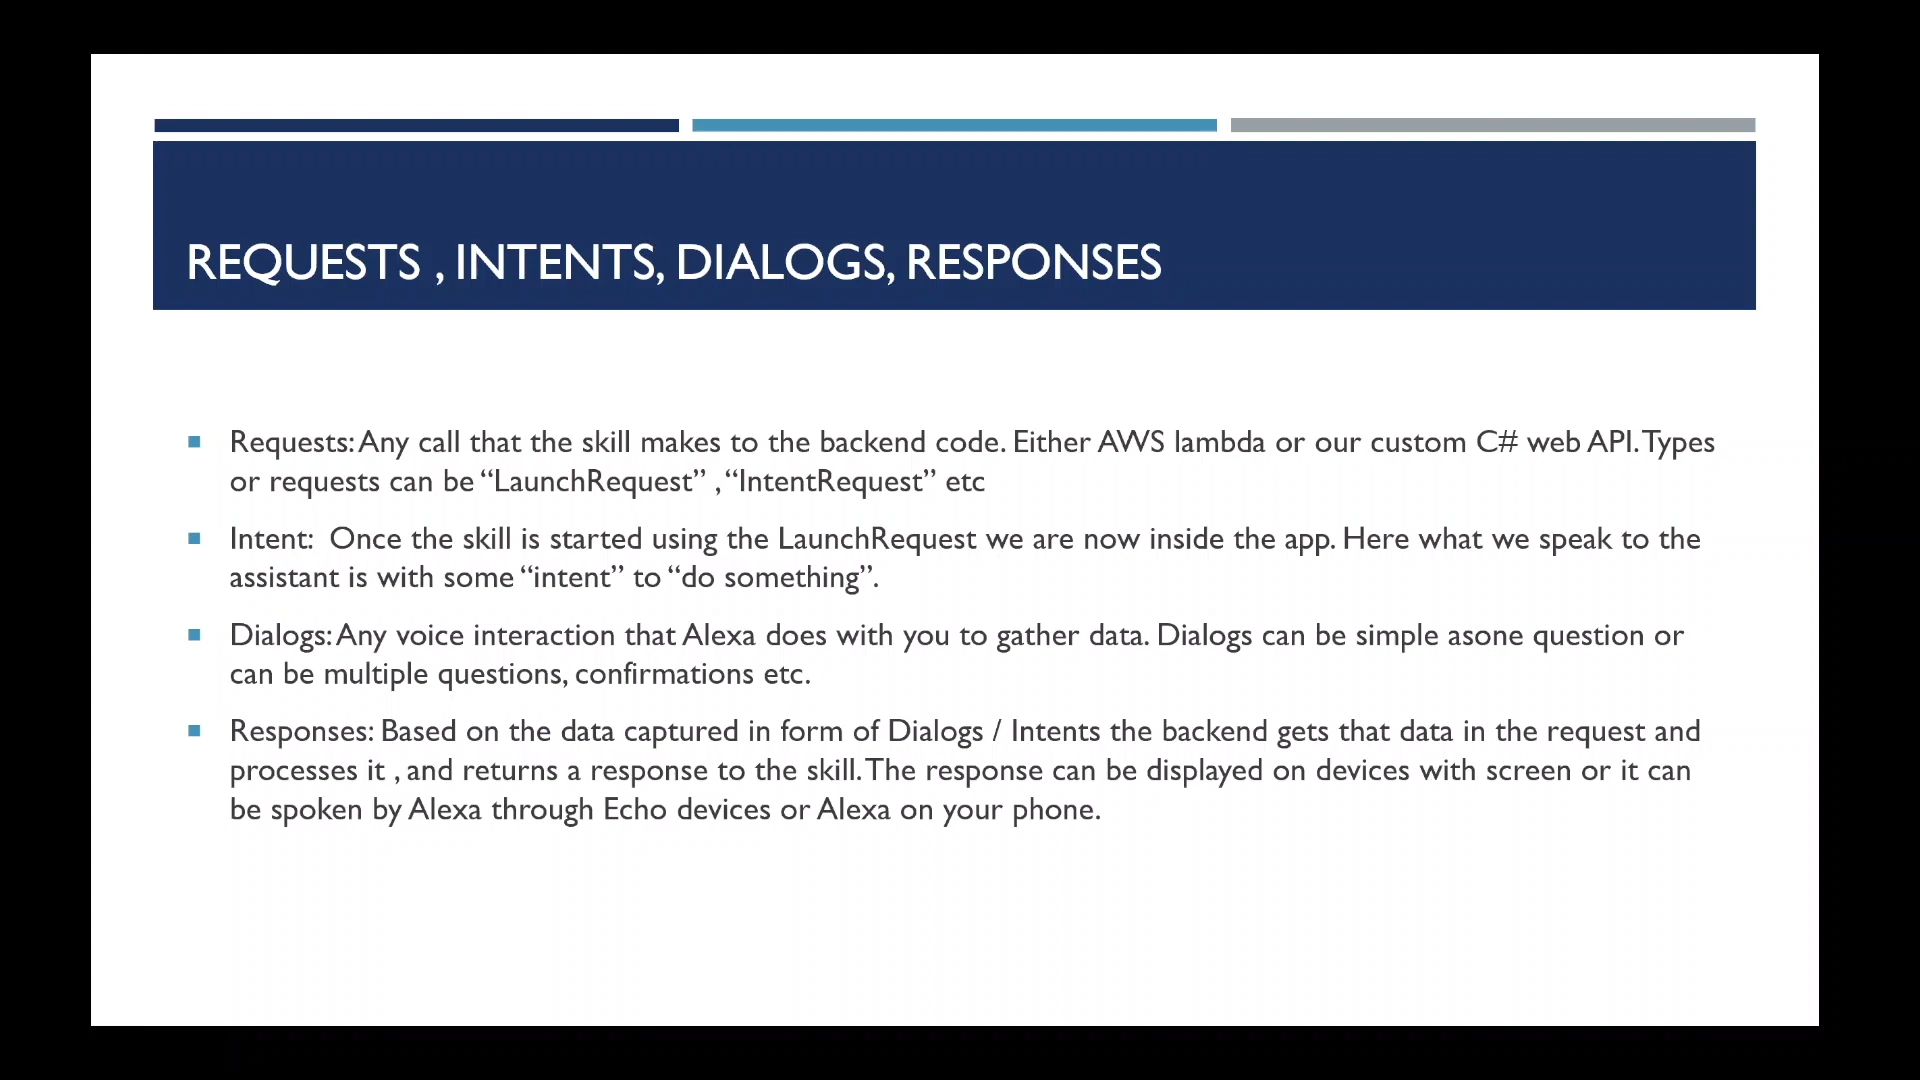 REQUESTS , INTENTS, DIALOGS, RESPONSES
Requests: Any call that the skill makes to the backend code. Either AWS lambda or our custom C# web API. Types
or requests can be “LaunchRequest” , “IntentRequest” etc
Intent:  Once the skill is started using the LaunchRequest we are now inside the app. Here what we speak to the
assistant is with some “intent” to “do something”.
Dialogs: Any voice interaction that Alexa does with you to gather data. Dialogs can be simple asone question or
can be multiple questions, confirmations etc.
Responses: Based on the data captured in form of Dialogs / Intents the backend gets that data in the request and
processes it , and returns a response to the skill. The response can be displayed on devices with screen or it can
be spoken by Alexa through Echo devices or Alexa on your phone.